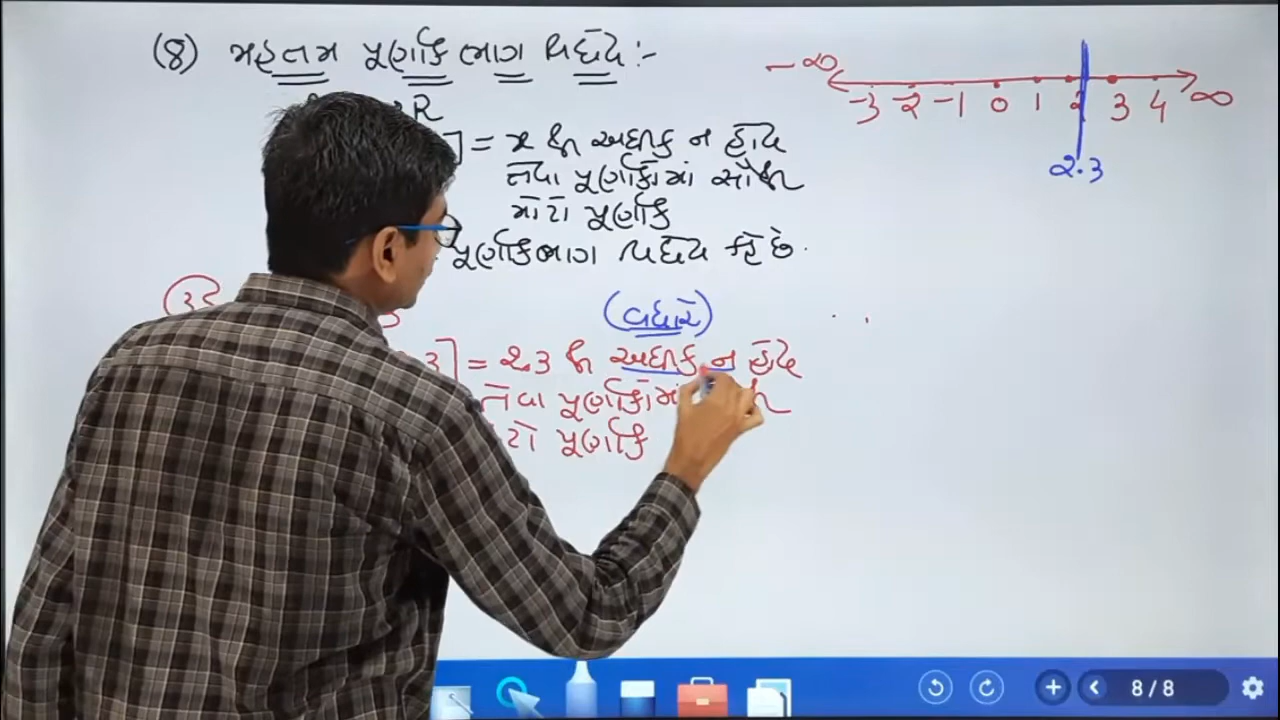 (8) મહત્તમ પૂર્ણાંક ભાગ વિધેય :-
R
] = x થી અધીક ન હોય
તેવા પૂર્ણાંકોમાં સૌથી
મોટો પૂર્ણાંક
પૂર્ણાંકભાગ વિધેય કહે છે.
-∞ -3 -2 -1 0 1 2 3 4 ∞
2.3
(વધારે)
3] = 2.3 થી અધીક ન હોય
તેવા પૂર્ણાંકોમાં
ટો પૂર્ણાંક
8 / 8